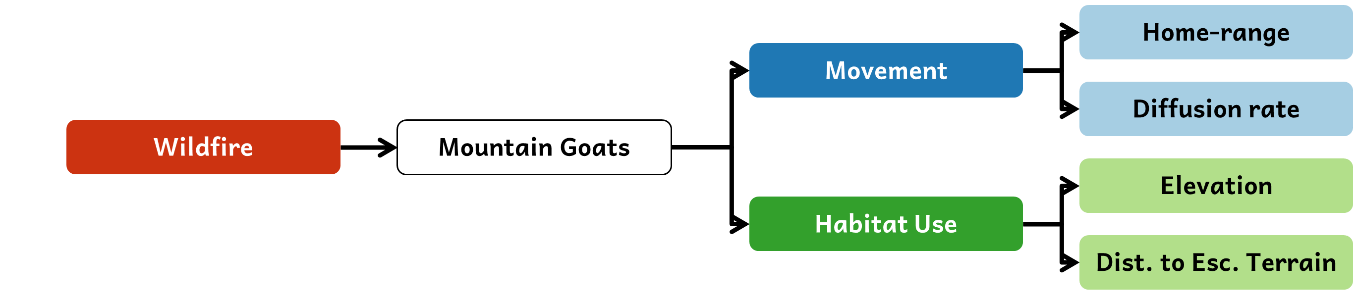 Wildfire
Mountain Goats
Movement
Home-range
Diffusion rate
Habitat Use
Elevation
Dist. to Esc. Terrain